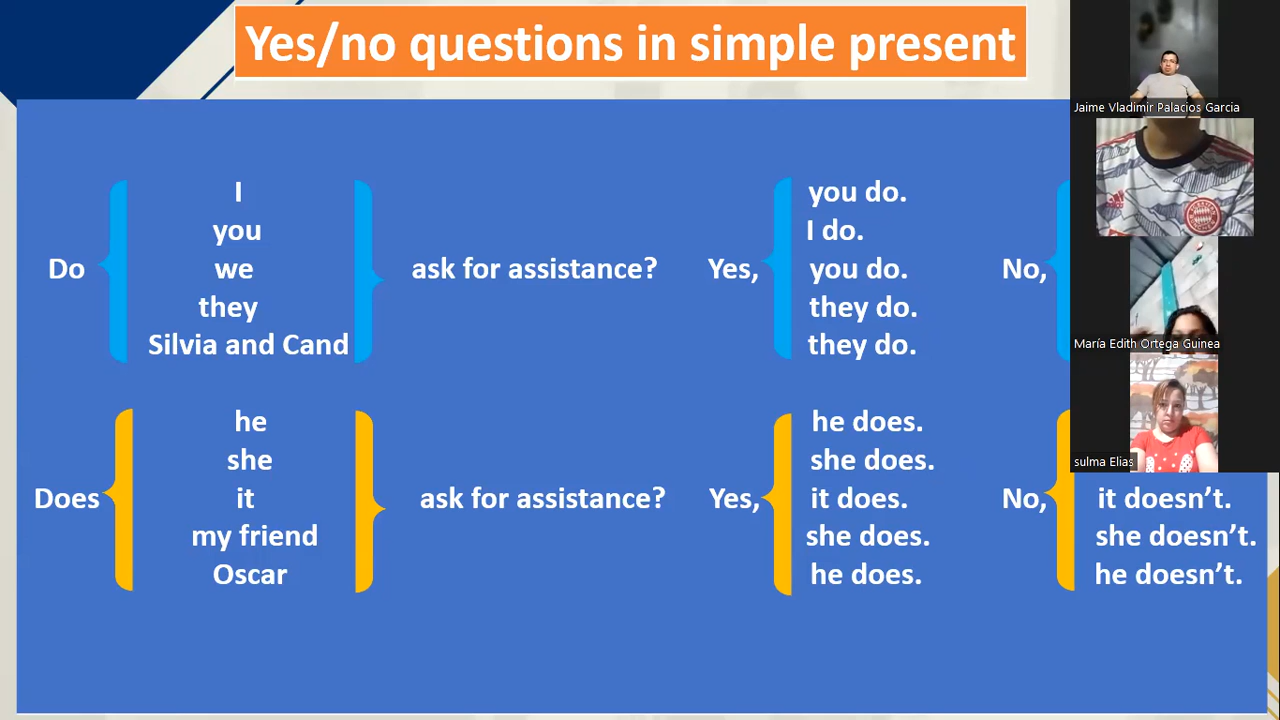 Yes/no questions in simple present
Do
I
you
we
they
Silvia and Cand
ask for assistance?
Yes,
you do.
I do.
you do.
they do.
they do.
No,
Does
he
she
it
my friend
Oscar
ask for assistance?
Yes,
he does.
she does.
it does.
she does.
he does.
No,
it doesn’t.
she doesn’t.
he doesn’t.
Jaime Vladimir Palacios García
María Edith Ortega Guinea
sulma Elias